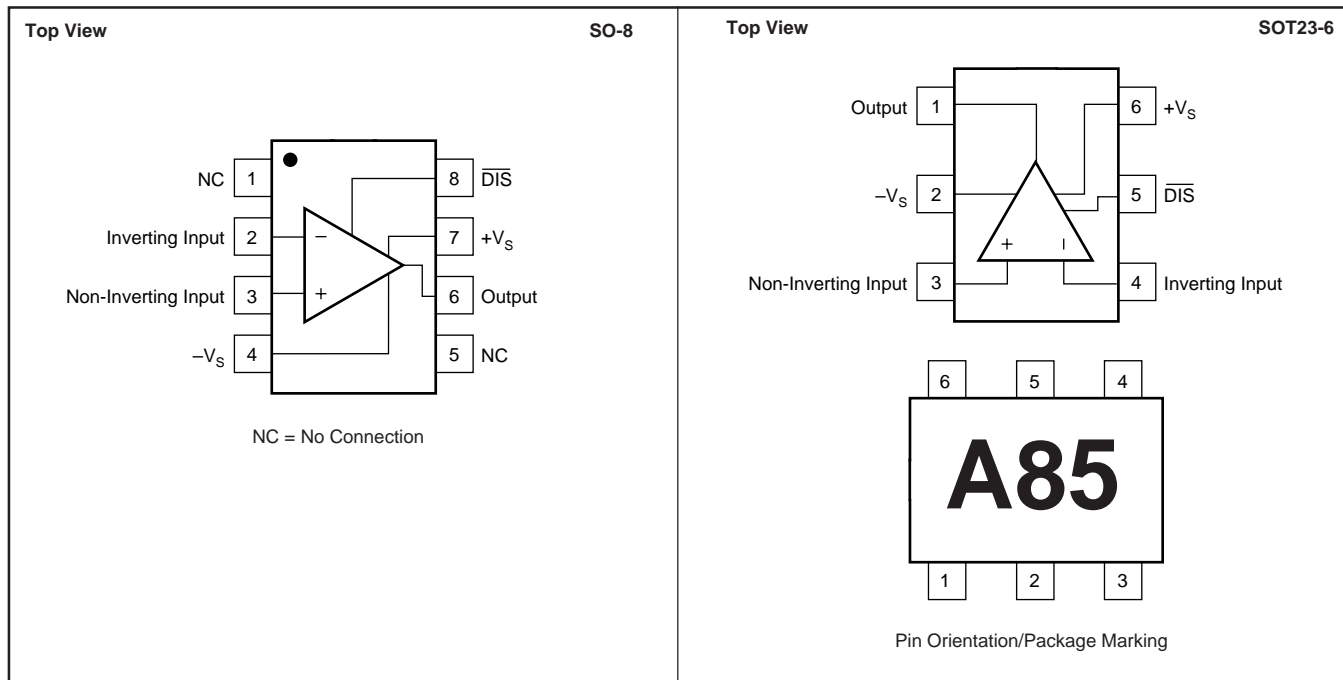 Top View SO-8
NC 1
8 D̅I̅S̅
Inverting Input 2 −
7 +VS
Non-Inverting Input 3 +
6 Output
−VS 4
5 NC
NC = No Connection
Top View SOT23-6
Output 1
6 +VS
−VS 2
5 D̅I̅S̅
+ −
Non-Inverting Input 3
4 Inverting Input
6 5 4
A85
1 2 3
Pin Orientation/Package Marking